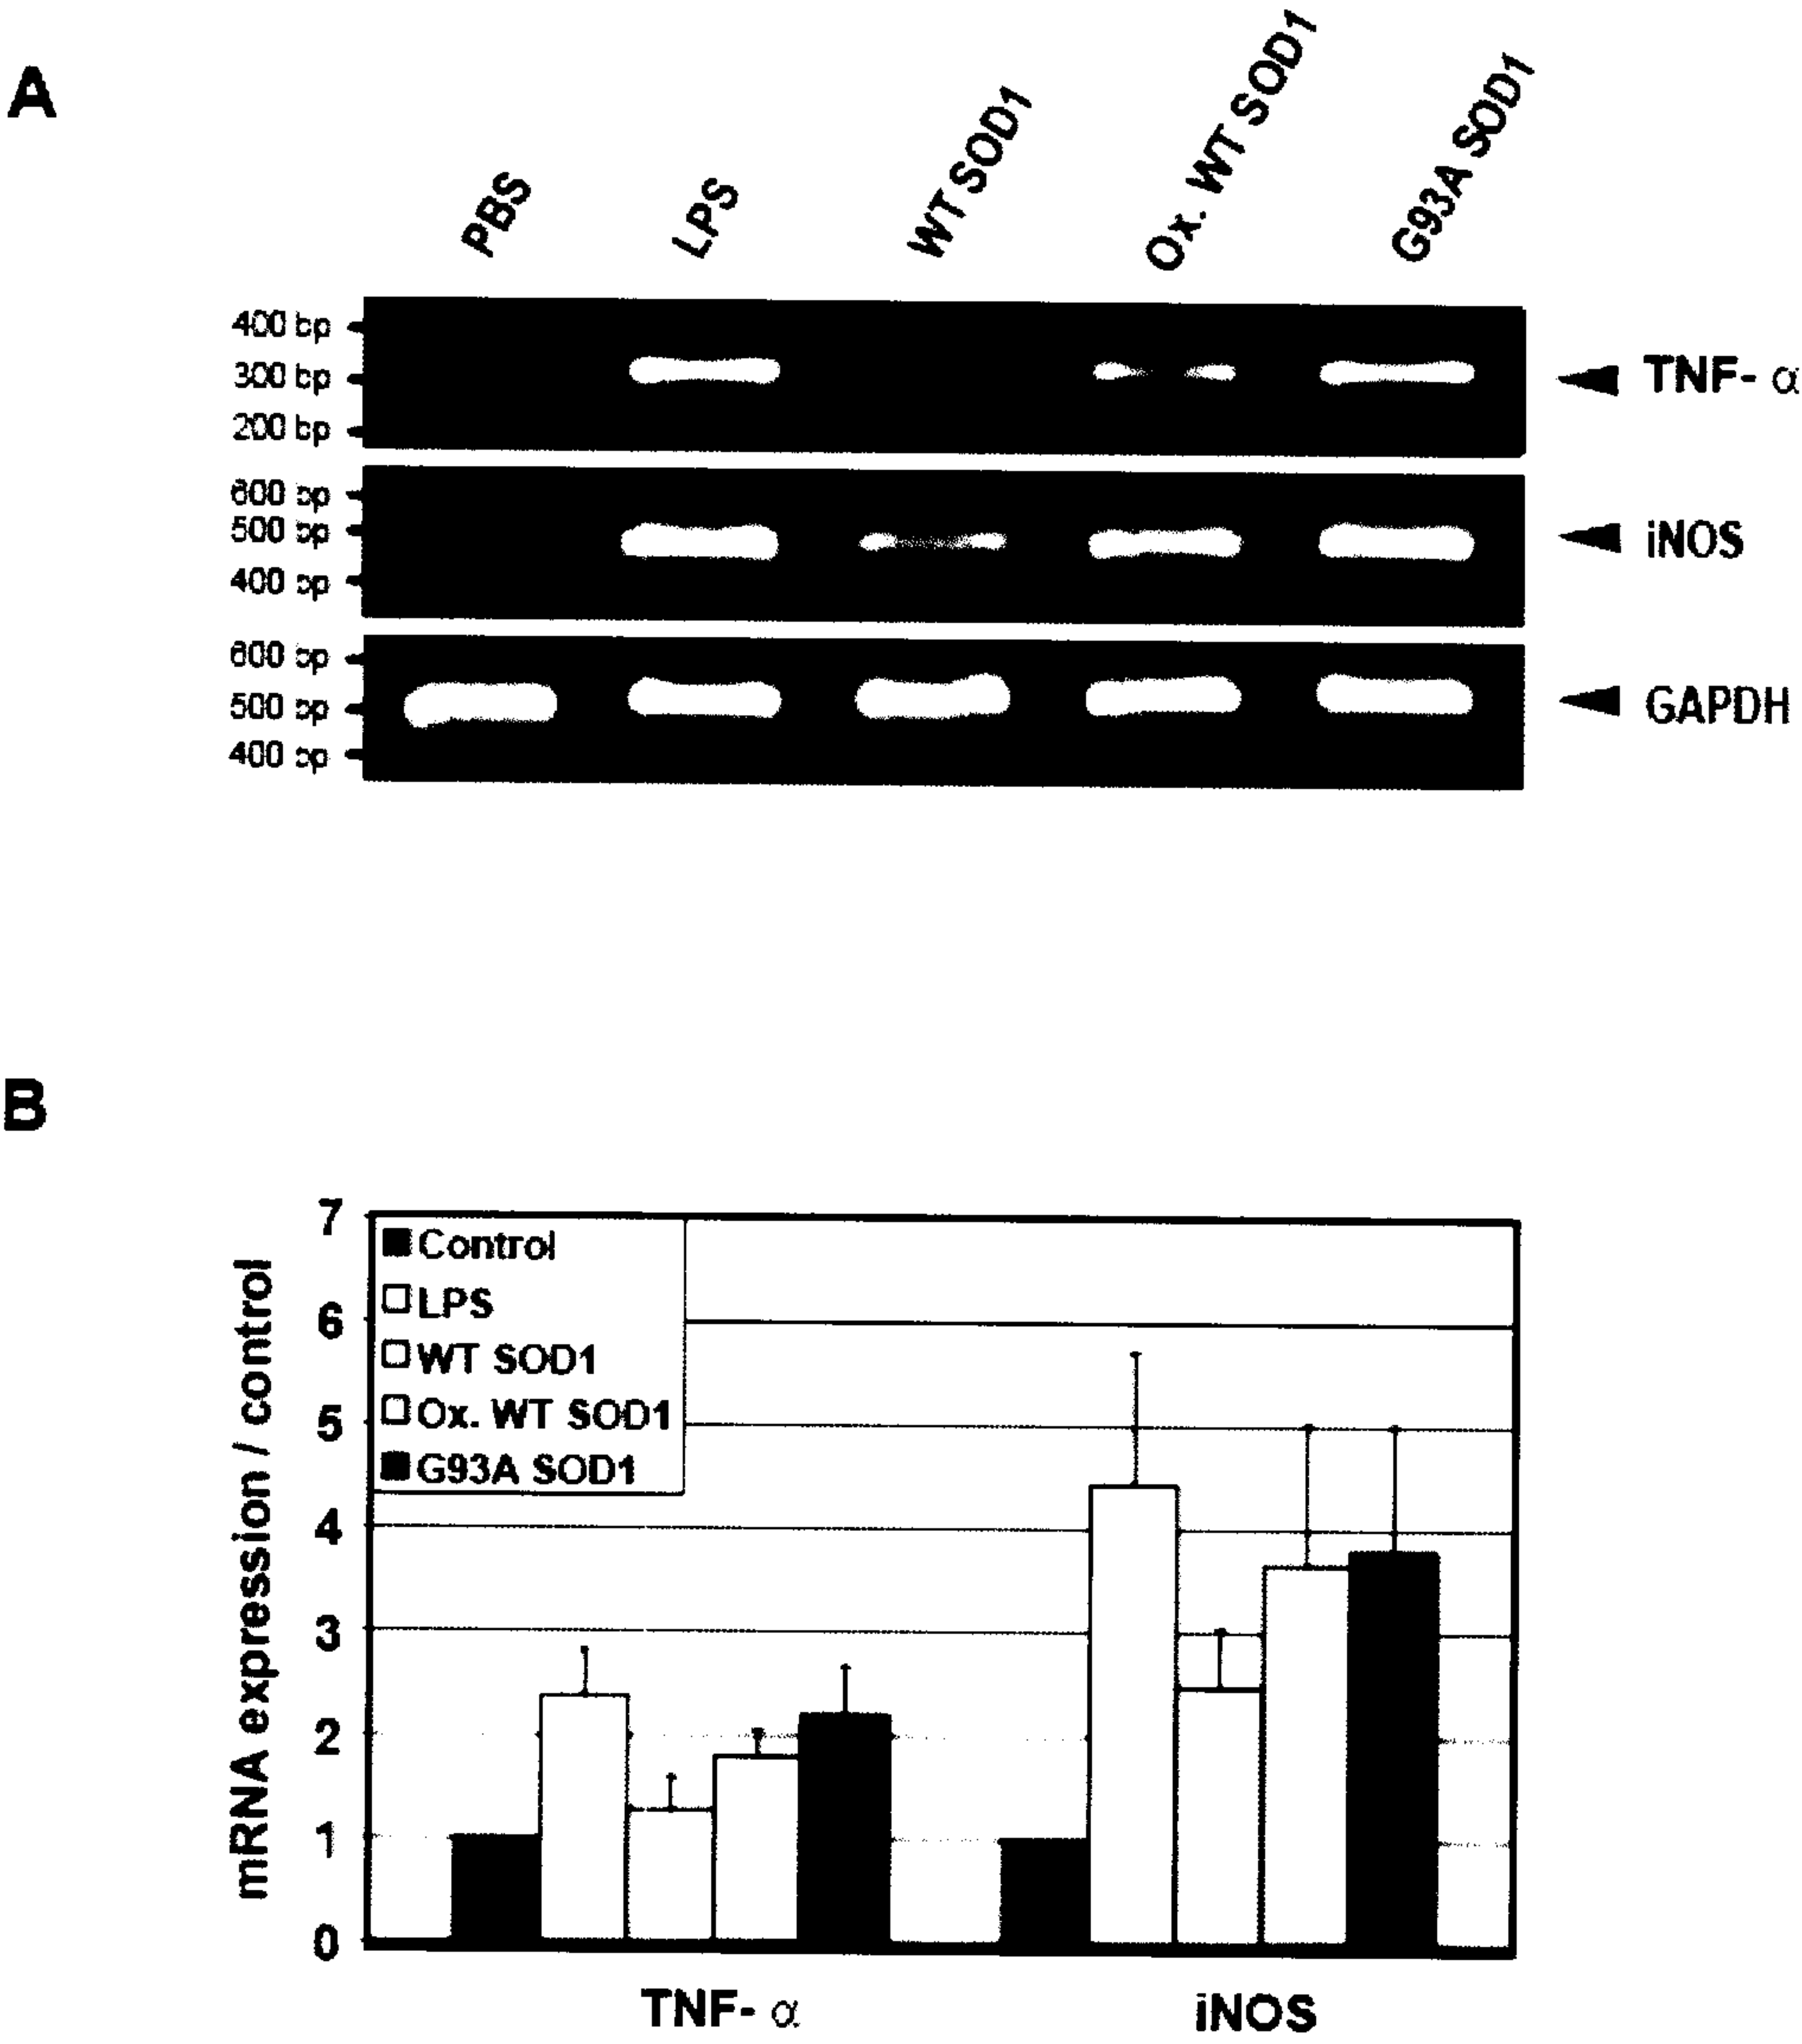 A
PBS
LPS
WT SOD1
Ox. WT SOD1
G93A SOD1
400 bp
300 bp
200 bp
TNF- α
600 bp
500 bp
400 bp
iNOS
600 bp
500 bp
400 bp
GAPDH
B
mRNA expression / control
7
6
5
4
3
2
1
0
Control
LPS
WT SOD1
Ox. WT SOD1
G93A SOD1
TNF- α
iNOS